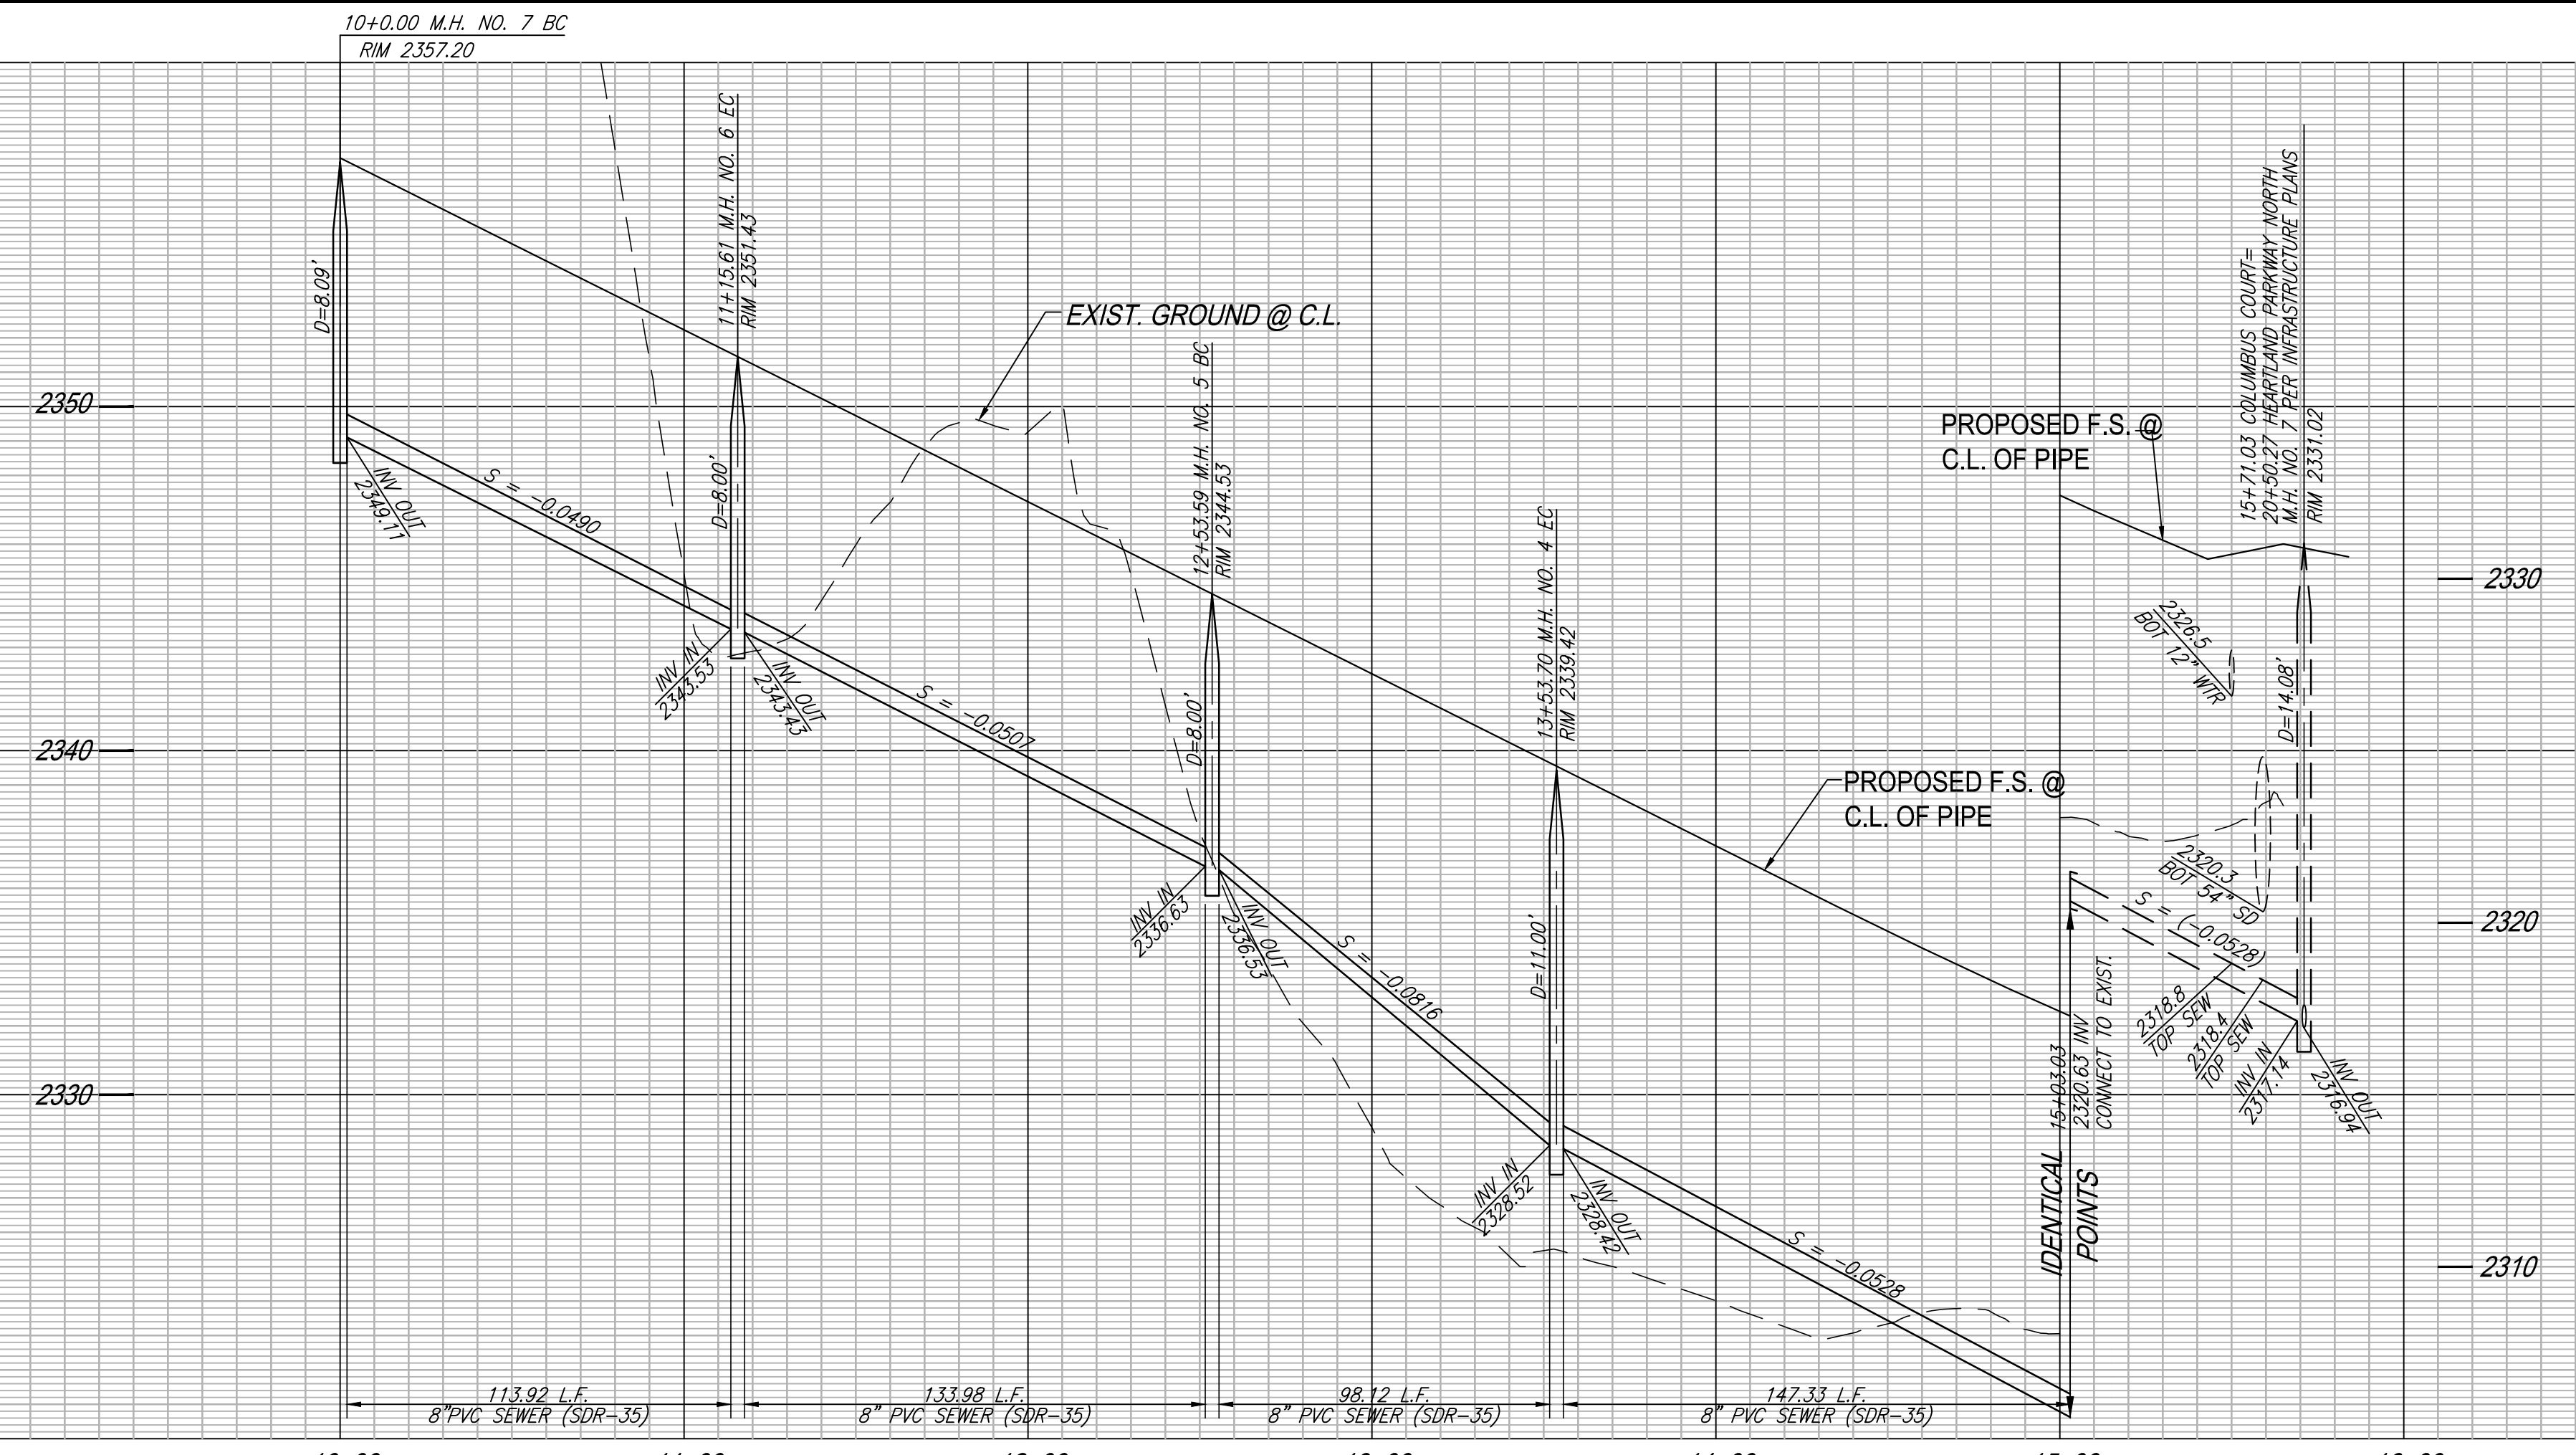 10+0.00 M.H. NO. 7 BC
RIM 2357.20
D=8.09'
INV OUT
2349.11
S = -0.0490
11+15.61 M.H. NO. 6 EC
RIM 2351.43
D=8.00'
INV IN
2343.53
INV OUT
2343.43
EXIST. GROUND @ C.L.
S = -0.0507
12+53.59 M.H. NO. 5 BC
RIM 2344.53
D=8.00'
INV IN
2336.63
INV OUT
2336.53
S = -0.0816
13+53.70 M.H. NO. 4 EC
RIM 2339.42
D=11.00'
INV IN
2328.52
INV OUT
2328.42
PROPOSED F.S. @
C.L. OF PIPE
S = -0.0528
PROPOSED F.S. @
C.L. OF PIPE
15+71.03 COLUMBUS COURT=
20+50.27 HEARTLAND PARKWAY NORTH
M.H. NO. 7 PER INFRASTRUCTURE PLANS
RIM 2331.02
2326.5
BOT 12" WTR
D=14.08'
2320.3
BOT 54" SD
S = (-0.0528)
15+03.03
2320.63 INV
CONNECT TO EXIST.
IDENTICAL
POINTS
2318.8
TOP SEW
2318.4
TOP SEW
INV IN
2317.14
INV OUT
2316.94
2350
2340
2330
2330
2320
2310
113.92 L.F.
8"PVC SEWER (SDR-35)
133.98 L.F.
8" PVC SEWER (SDR-35)
98.12 L.F.
8" PVC SEWER (SDR-35)
147.33 L.F.
8" PVC SEWER (SDR-35)